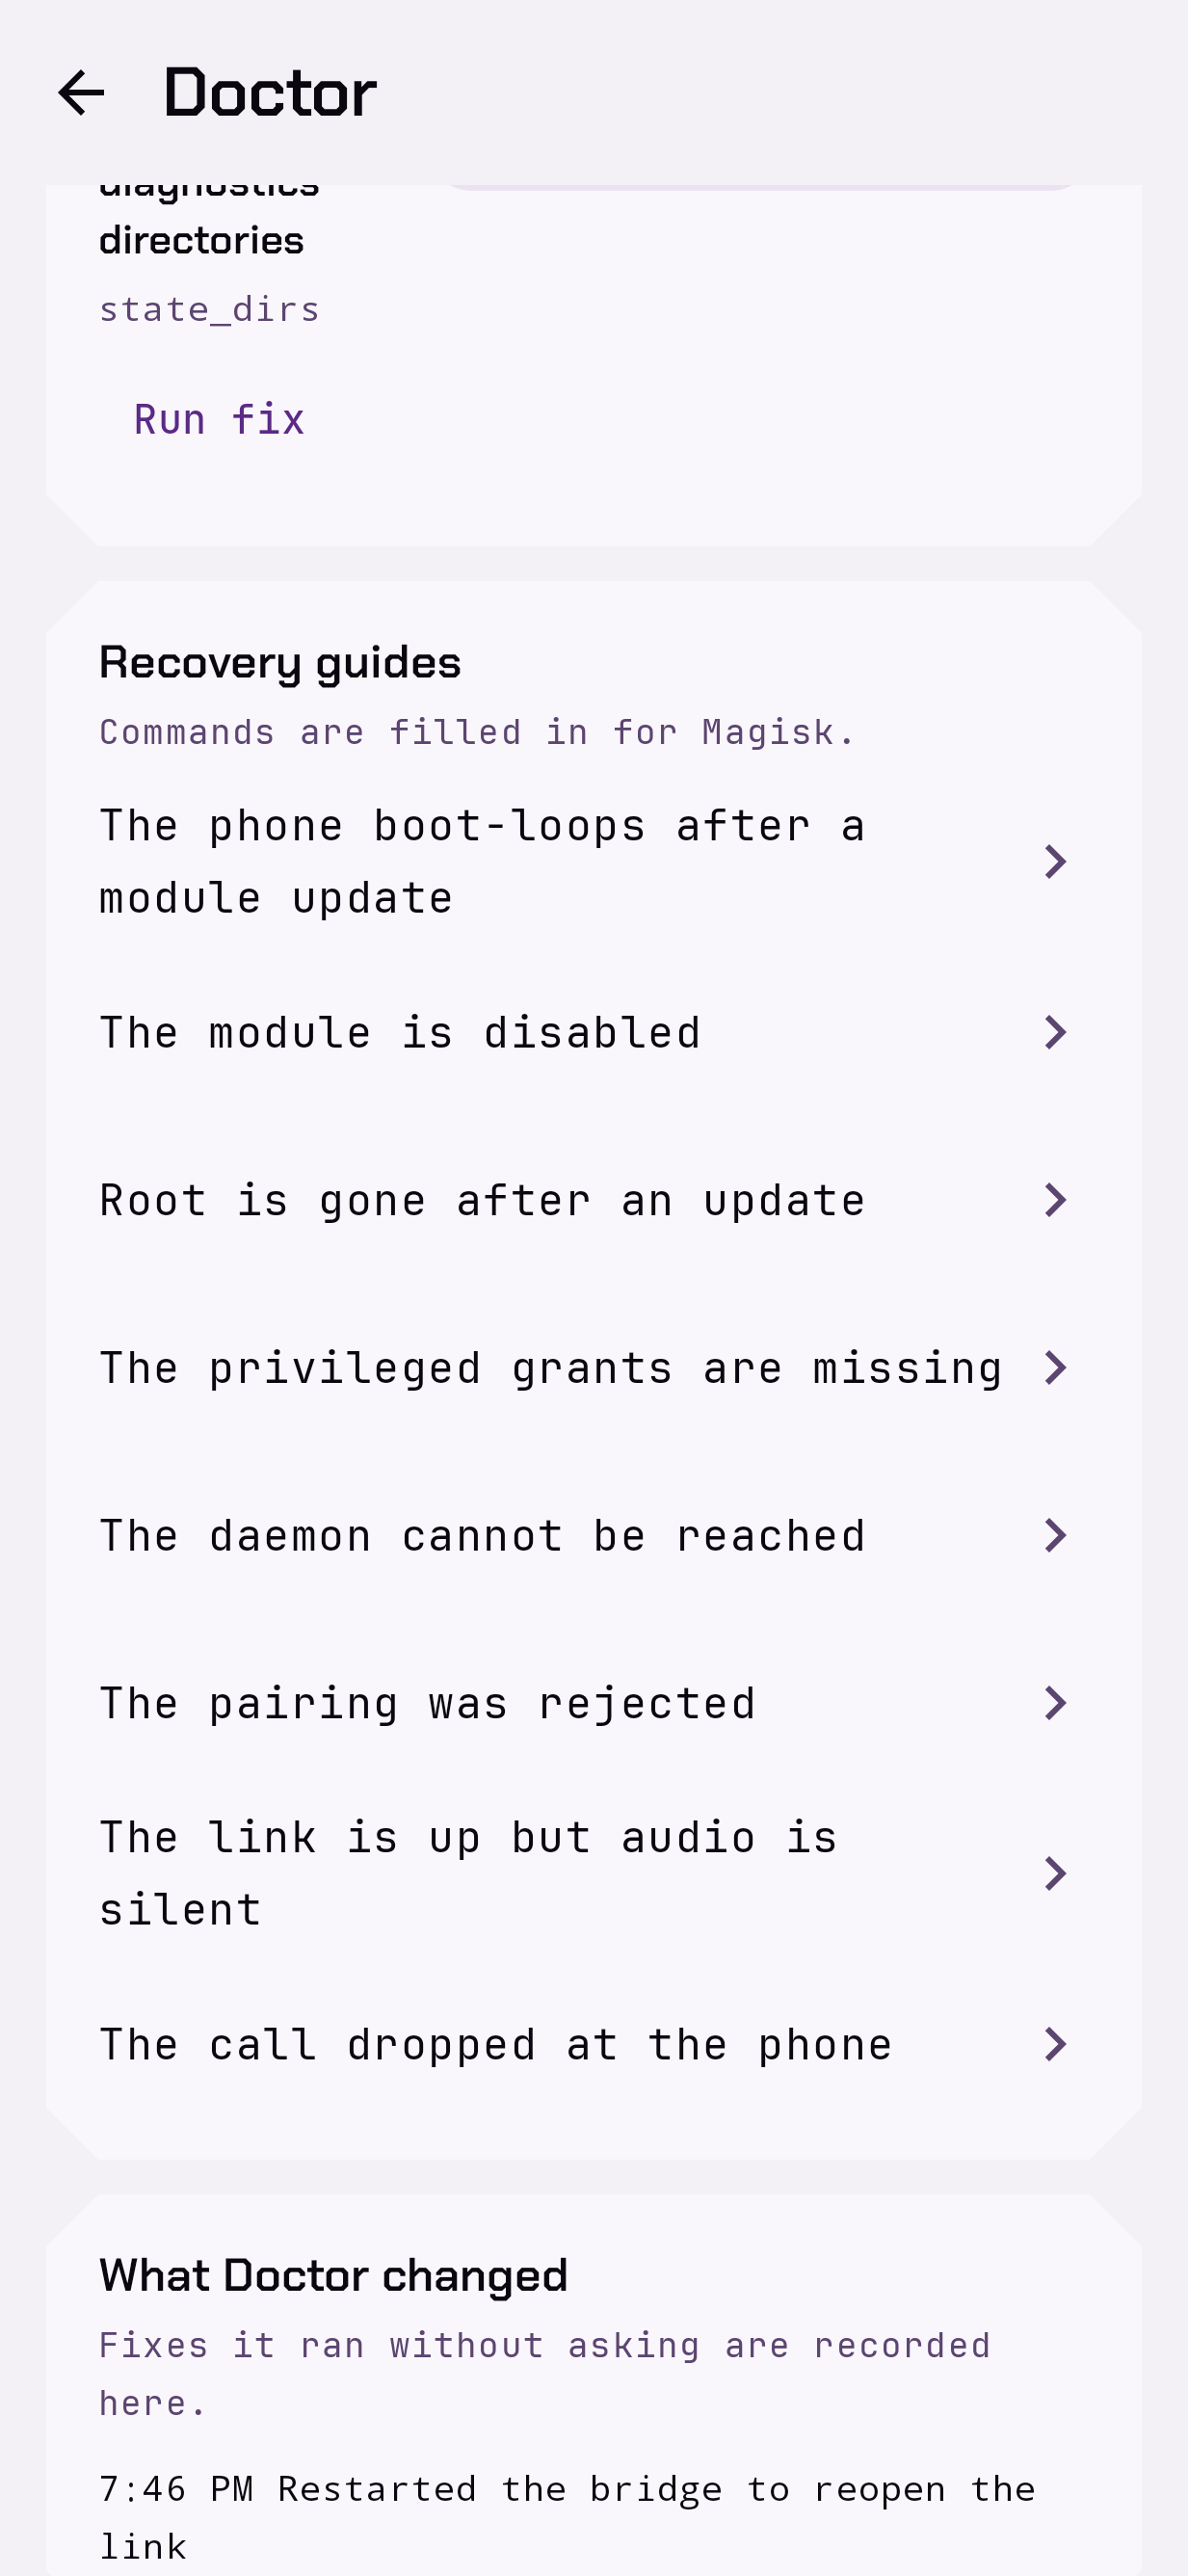 Doctor
diagnostics
directories
state_dirs
Run fix
Recovery guides
Commands are filled in for Magisk.
The phone boot-loops after a
module update
The module is disabled
Root is gone after an update
The privileged grants are missing
The daemon cannot be reached
The pairing was rejected
The link is up but audio is
silent
The call dropped at the phone
What Doctor changed
Fixes it ran without asking are recorded
here.
7:46 PM Restarted the bridge to reopen the
link